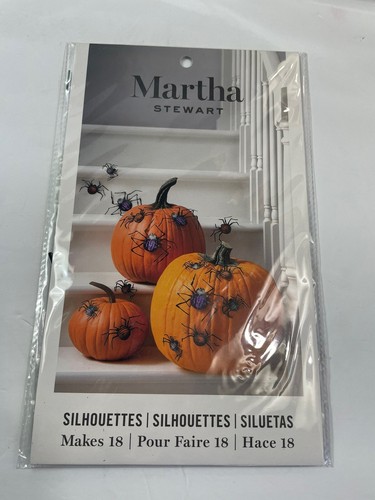 Martha
STEWART
SILHOUETTES | SILHOUETTES | SILUETAS
Makes 18 | Pour Faire 18 | Hace 18